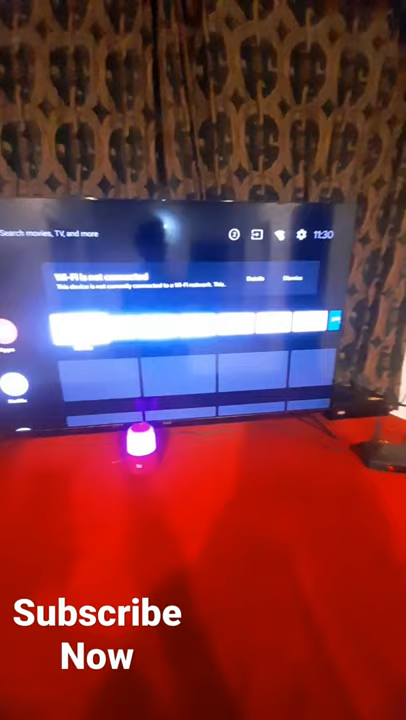 Search movies, TV, and more
11:30
Wi-Fi is not connected
Details
Dismiss
This device is not currently connected to a Wi-Fi network. This
Apps
Subscribe
Now